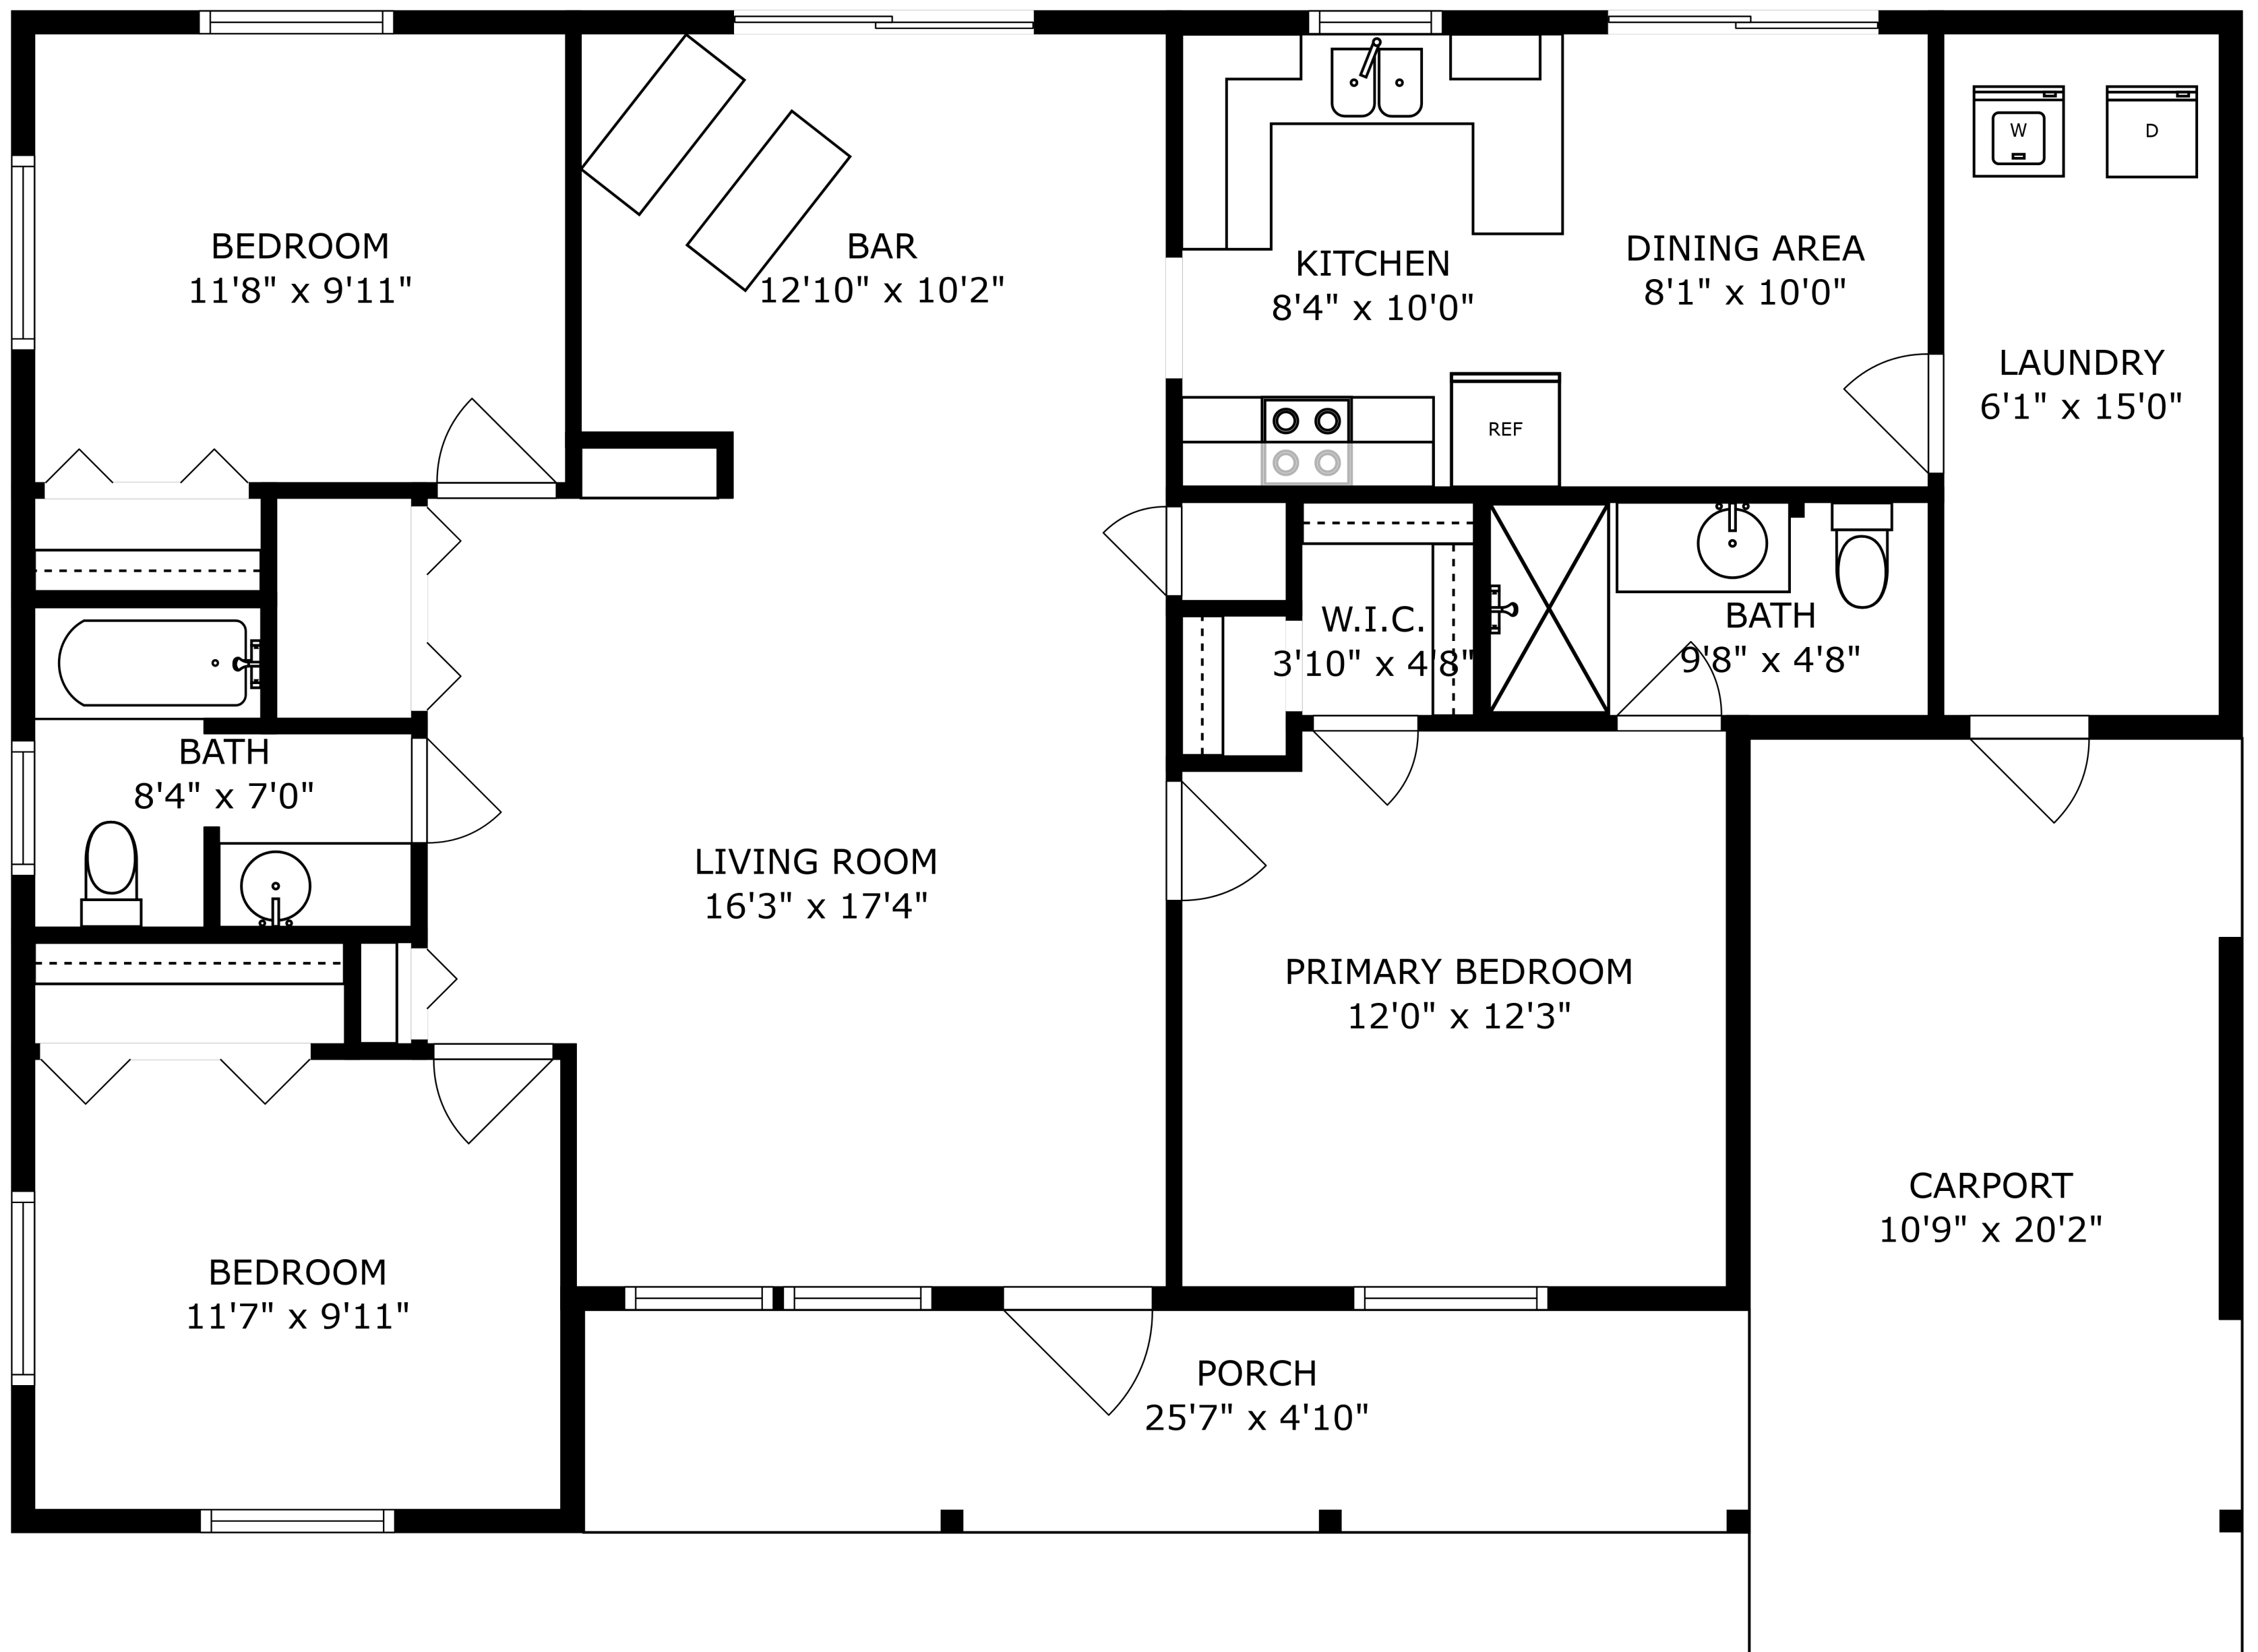 BEDROOM
11'8" x 9'11"
BAR
12'10" x 10'2"
KITCHEN
8'4" x 10'0"
DINING AREA
8'1" x 10'0"
W
D
LAUNDRY
6'1" x 15'0"
REF
W.I.C.
3'10" x 4'8"
BATH
9'8" x 4'8"
BATH
8'4" x 7'0"
LIVING ROOM
16'3" x 17'4"
PRIMARY BEDROOM
12'0" x 12'3"
CARPORT
10'9" x 20'2"
BEDROOM
11'7" x 9'11"
PORCH
25'7" x 4'10"